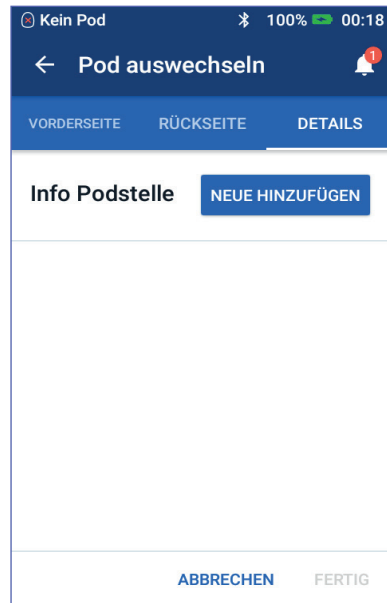 Kein Pod 100% 00:18
Pod auswechseln 1
VORDERSEITE RÜCKSEITE DETAILS
Info Podstelle NEUE HINZUFÜGEN
ABBRECHEN FERTIG